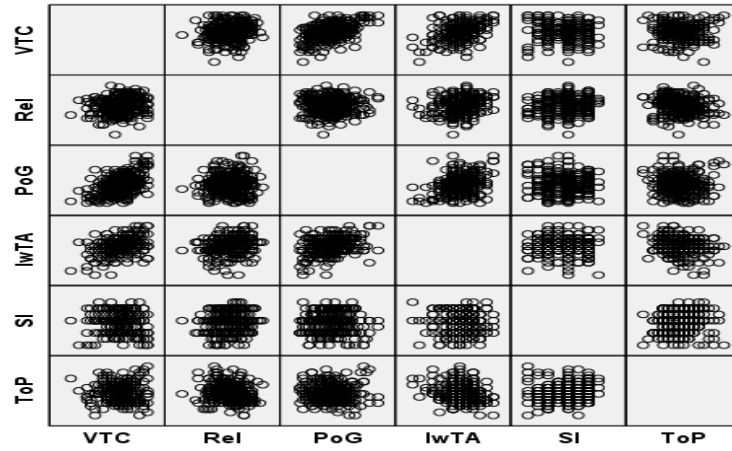 VTC
Rel
PoG
IwTA
SI
ToP
VTC Rel PoG IwTA SI ToP